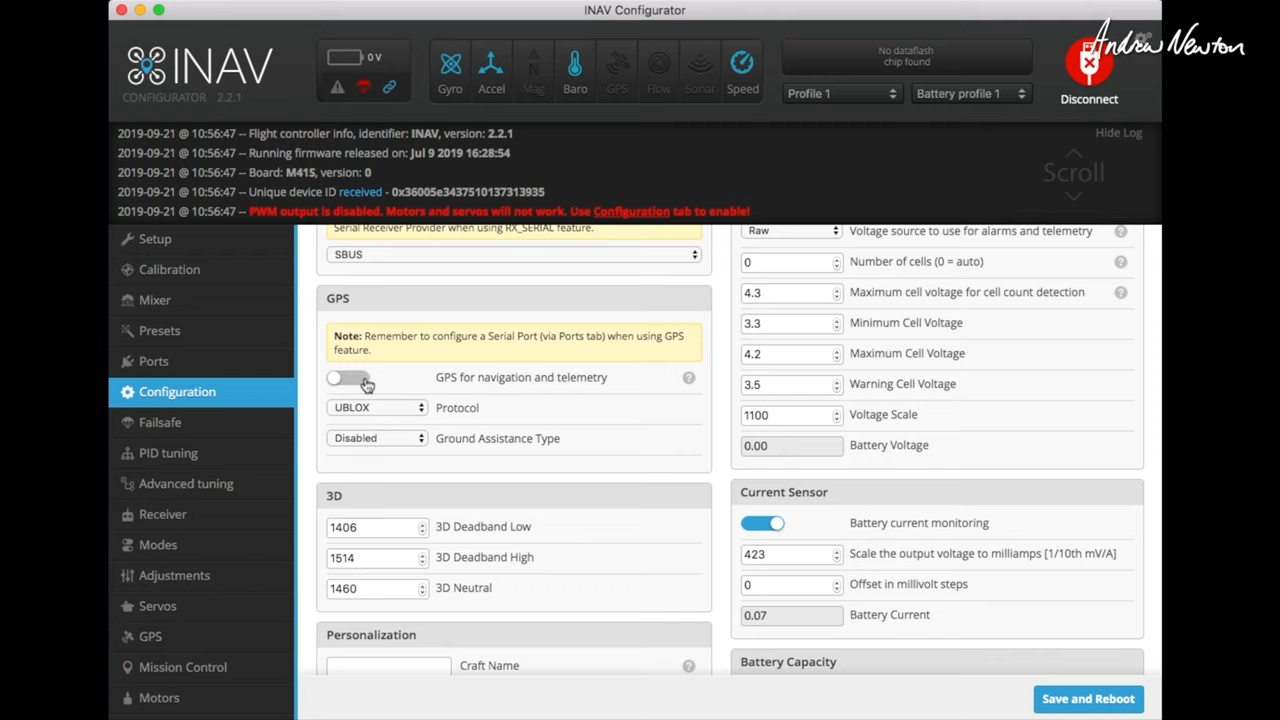 INAV Configurator
Andrew Newton
INAV
CONFIGURATOR 2.2.1
0 V
Gyro
Accel
Mag
Baro
GPS
Flow
Sonar
Speed
No dataflash
chip found
Profile 1
Battery profile 1
Disconnect
2019-09-21 @ 10:56:47 -- Flight controller info, identifier: INAV, version: 2.2.1
Hide Log
2019-09-21 @ 10:56:47 -- Running firmware released on: Jul 9 2019 16:28:54
2019-09-21 @ 10:56:47 -- Board: M41S, version: 0
Scroll
2019-09-21 @ 10:56:47 -- Unique device ID received - 0x36005e3437510137313935
2019-09-21 @ 10:56:47 -- PWM output is disabled. Motors and servos will not work. Use Configuration tab to enable!
Setup
Calibration
Mixer
Presets
Ports
Configuration
Failsafe
PID tuning
Advanced tuning
Receiver
Modes
Adjustments
Servos
GPS
Mission Control
Motors
Serial Receiver Provider when using RX_SERIAL feature.
SBUS
GPS
Note: Remember to configure a Serial Port (via Ports tab) when using GPS
feature.
GPS for navigation and telemetry
UBLOX
Protocol
Disabled
Ground Assistance Type
3D
1406
3D Deadband Low
1514
3D Deadband High
1460
3D Neutral
Personalization
Craft Name
Raw
Voltage source to use for alarms and telemetry
0
Number of cells (0 = auto)
4.3
Maximum cell voltage for cell count detection
3.3
Minimum Cell Voltage
4.2
Maximum Cell Voltage
3.5
Warning Cell Voltage
1100
Voltage Scale
0.00
Battery Voltage
Current Sensor
Battery current monitoring
423
Scale the output voltage to milliamps [1/10th mV/A]
0
Offset in millivolt steps
0.07
Battery Current
Battery Capacity
Save and Reboot